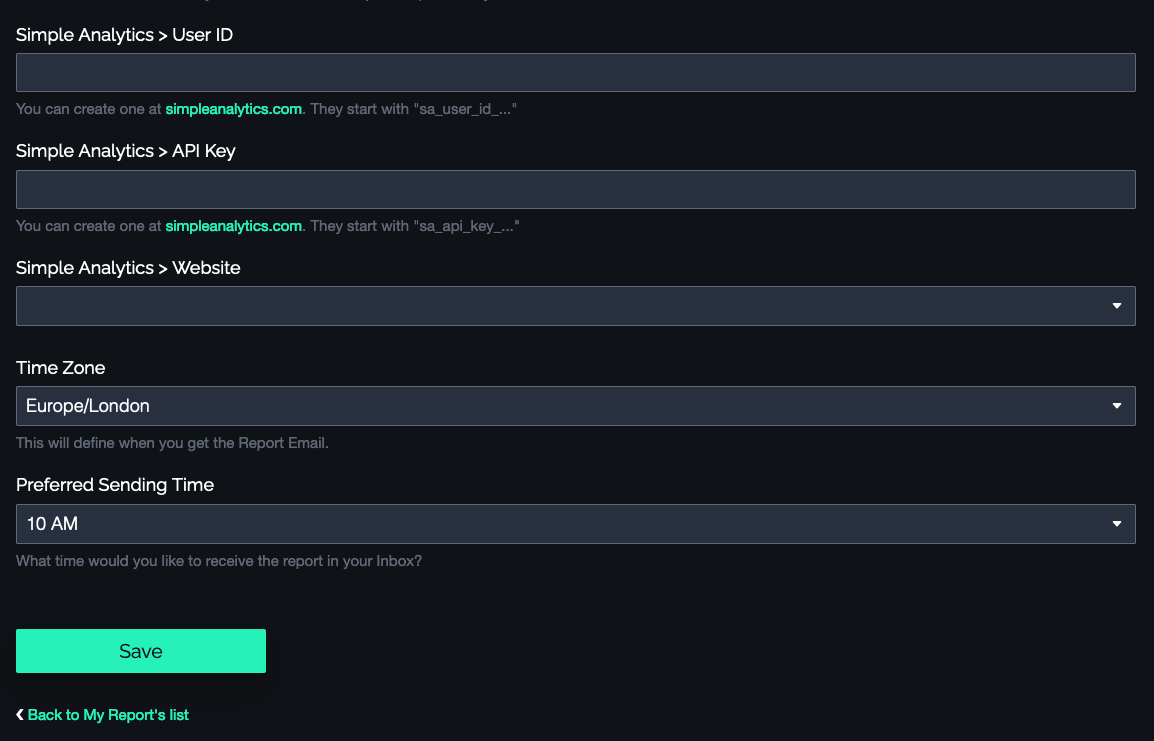 Simple Analytics > User ID
You can create one at simpleanalytics.com. They start with "sa_user_id_..."
Simple Analytics > API Key
You can create one at simpleanalytics.com. They start with "sa_api_key_..."
Simple Analytics > Website
Time Zone
Europe/London
This will define when you get the Report Email.
Preferred Sending Time
10 AM
What time would you like to receive the report in your Inbox?
Save
Back to My Report's list